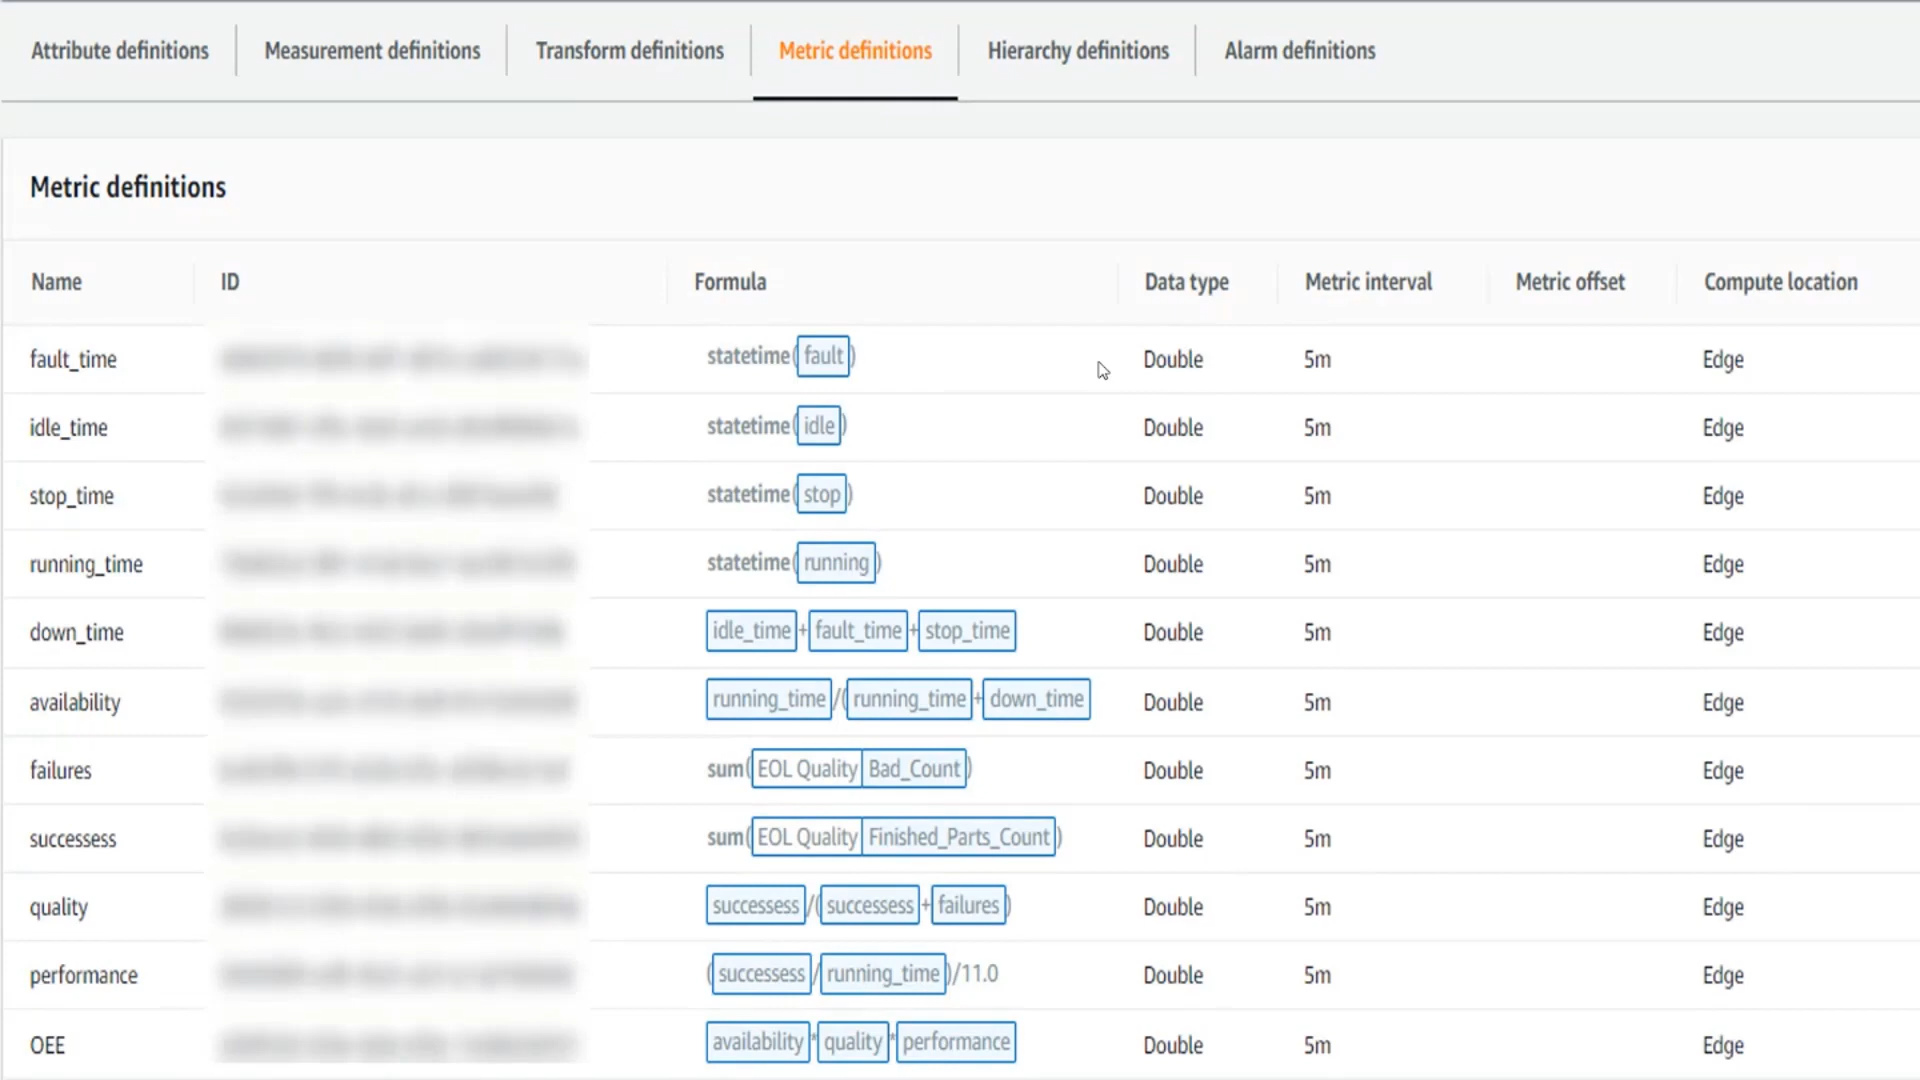 Attribute definitions Measurement definitions Transform definitions Metric definitions Hierarchy definitions Alarm definitions
Metric definitions
Name ID Formula Data type Metric interval Metric offset Compute location
fault_time statetime(fault) Double 5m Edge
idle_time statetime(idle) Double 5m Edge
stop_time statetime(stop) Double 5m Edge
running_time statetime(running) Double 5m Edge
down_time idle_time+fault_time+stop_time Double 5m Edge
availability running_time/(running_time+down_time Double 5m Edge
failures sum(EOL Quality Bad_Count) Double 5m Edge
successess sum(EOL Quality Finished_Parts_Count) Double 5m Edge
quality successess/(successess+failures) Double 5m Edge
performance (successess/running_time)/11.0 Double 5m Edge
OEE availability*quality*performance Double 5m Edge